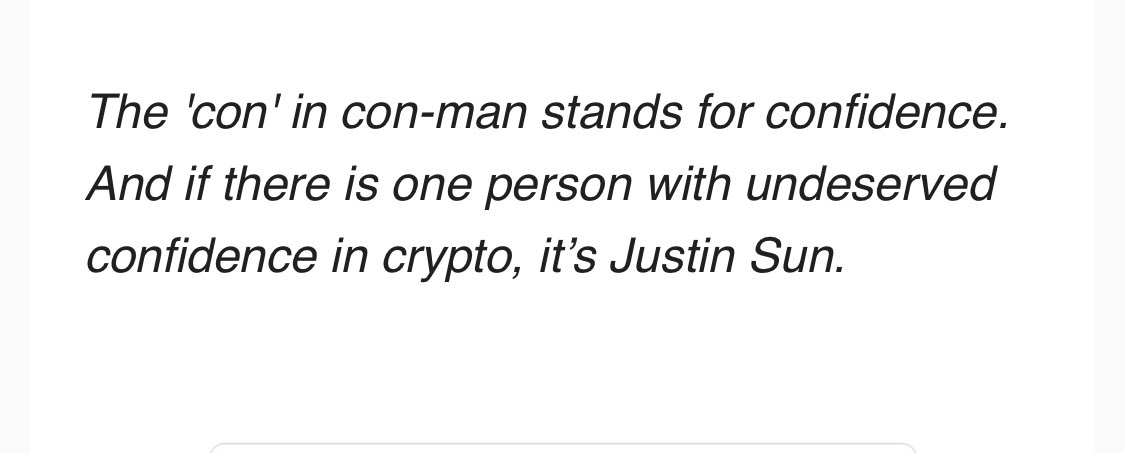 The 'con' in con-man stands for confidence.
And if there is one person with undeserved
confidence in crypto, it’s Justin Sun.